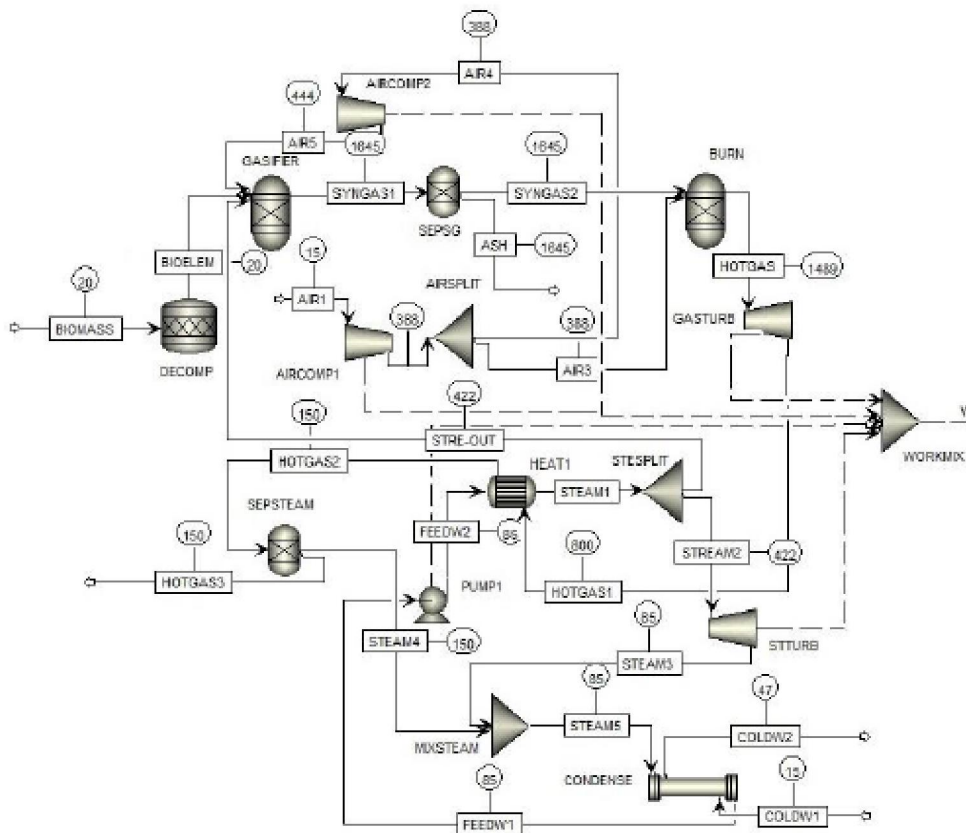 388
AIR4
AIRCOMP2
444
AIR5
1645
1645
GASIFIER
BURN
SYNGAS1
SYNGAS2
SEPSG
15
ASH
1645
BIOELEM
20
HOTGAS
1489
20
AIR1
AIRSPLIT
388
388
GASTURB
BIOMASS
DECOMP
AIRCOMP1
AIR3
422
150
STRE-OUT
W
HOTGAS2
HEAT1
STESPLIT
WORKMIX
STEAM1
SEPSTEAM
FEEDW2
85
150
800
STREAM2
422
HOTGAS3
PUMP1
HOTGAS1
STEAM4
150
85
STTURB
STEAM3
85
47
STEAM5
COLDW2
MIXSTEAM
CONDENSE
85
15
FEEDW1
COLDW1